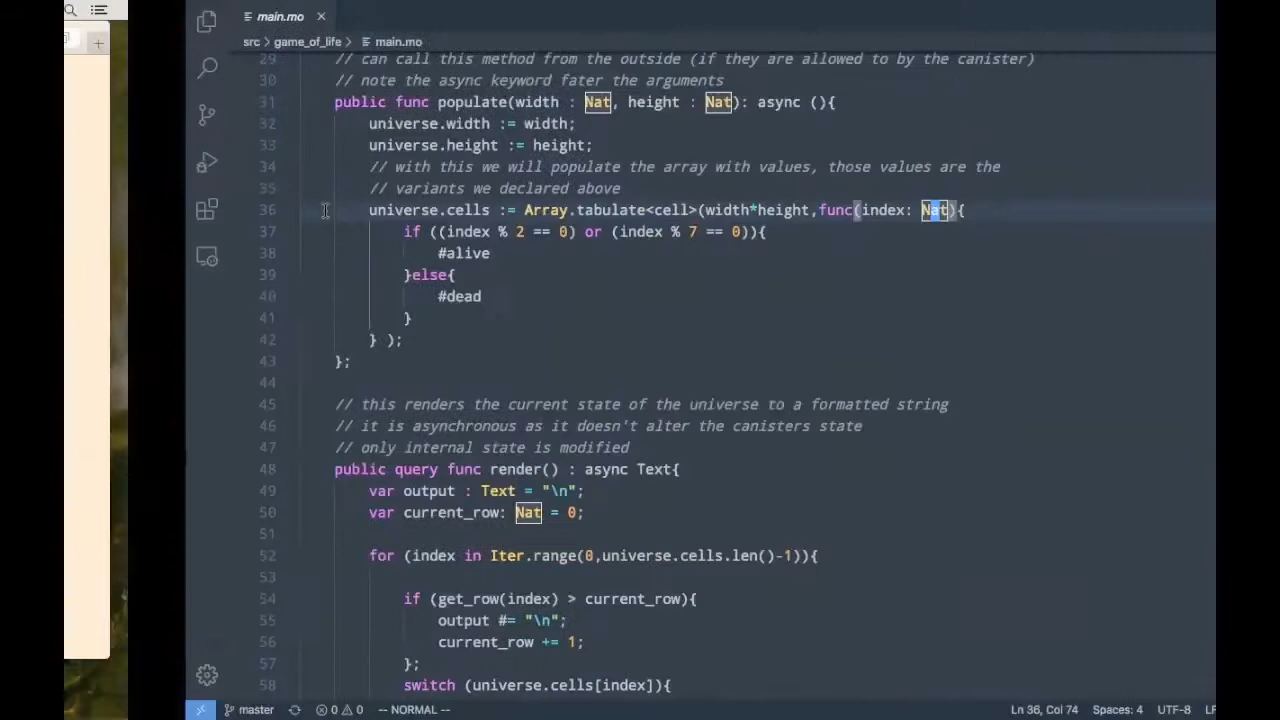 main.mo ×
src > game_of_life > main.mo
29 // can call this method from the outside (if they are allowed to by the canister)
30 // note the async keyword fater the arguments
31 public func populate(width : Nat, height : Nat): async (){
32 universe.width := width;
33 universe.height := height;
34 // with this we will populate the array with values, those values are the
35 // variants we declared above
36 universe.cells := Array.tabulate<cell>(width*height,func(index: Nat){
37 if ((index % 2 == 0) or (index % 7 == 0)){
38 #alive
39 }else{
40 #dead
41 }
42 } );
43 };
44
45 // this renders the current state of the universe to a formatted string
46 // it is asynchronous as it doesn't alter the canisters state
47 // only internal state is modified
48 public query func render() : async Text{
49 var output : Text = "\n";
50 var current_row: Nat = 0;
51
52 for (index in Iter.range(0,universe.cells.len()-1)){
53
54 if (get_row(index) > current_row){
55 output #= "\n";
56 current_row += 1;
57 };
58 switch (universe.cells[index]){
master 0 0 -- NORMAL -- Ln 36, Col 74 Spaces: 4 UTF-8 LF